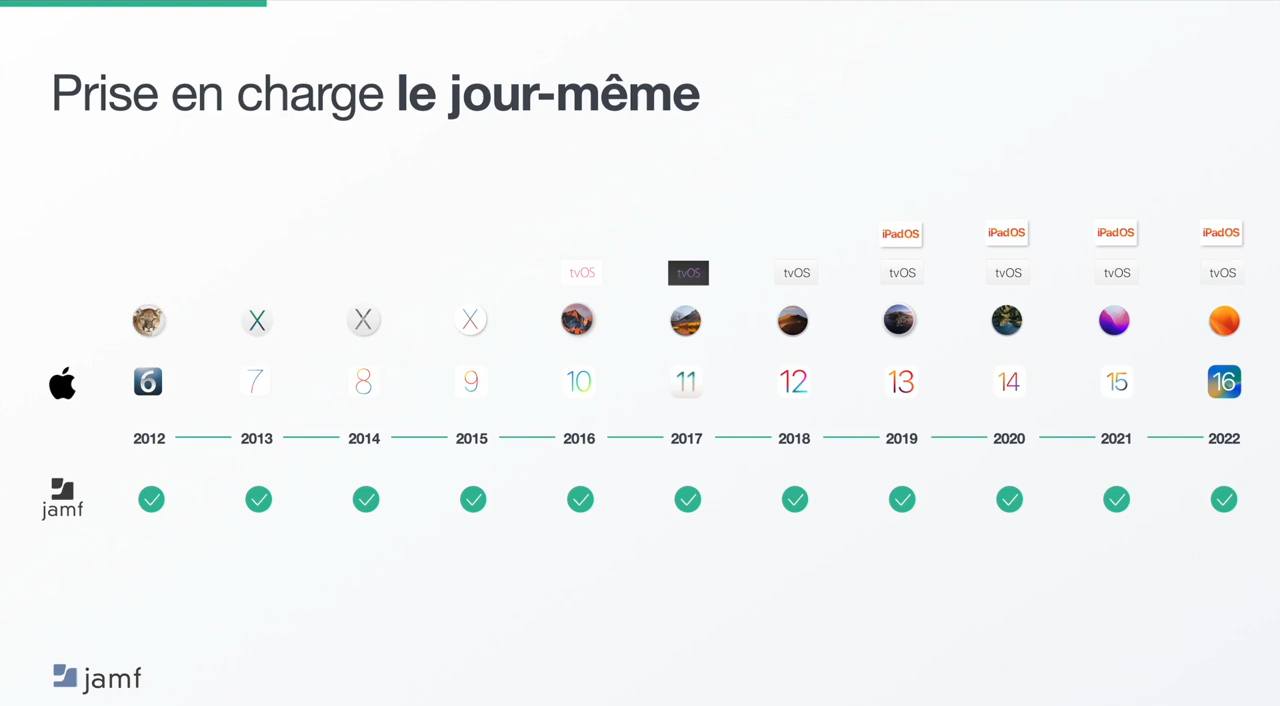 Prise en charge le jour-même
iPadOS iPadOS iPadOS iPadOS
tvOS tvOS tvOS tvOS tvOS tvOS tvOS
X X X
6 7 8 9 10 11 12 13 14 15 16
2012 2013 2014 2015 2016 2017 2018 2019 2020 2021 2022
jamf
jamf